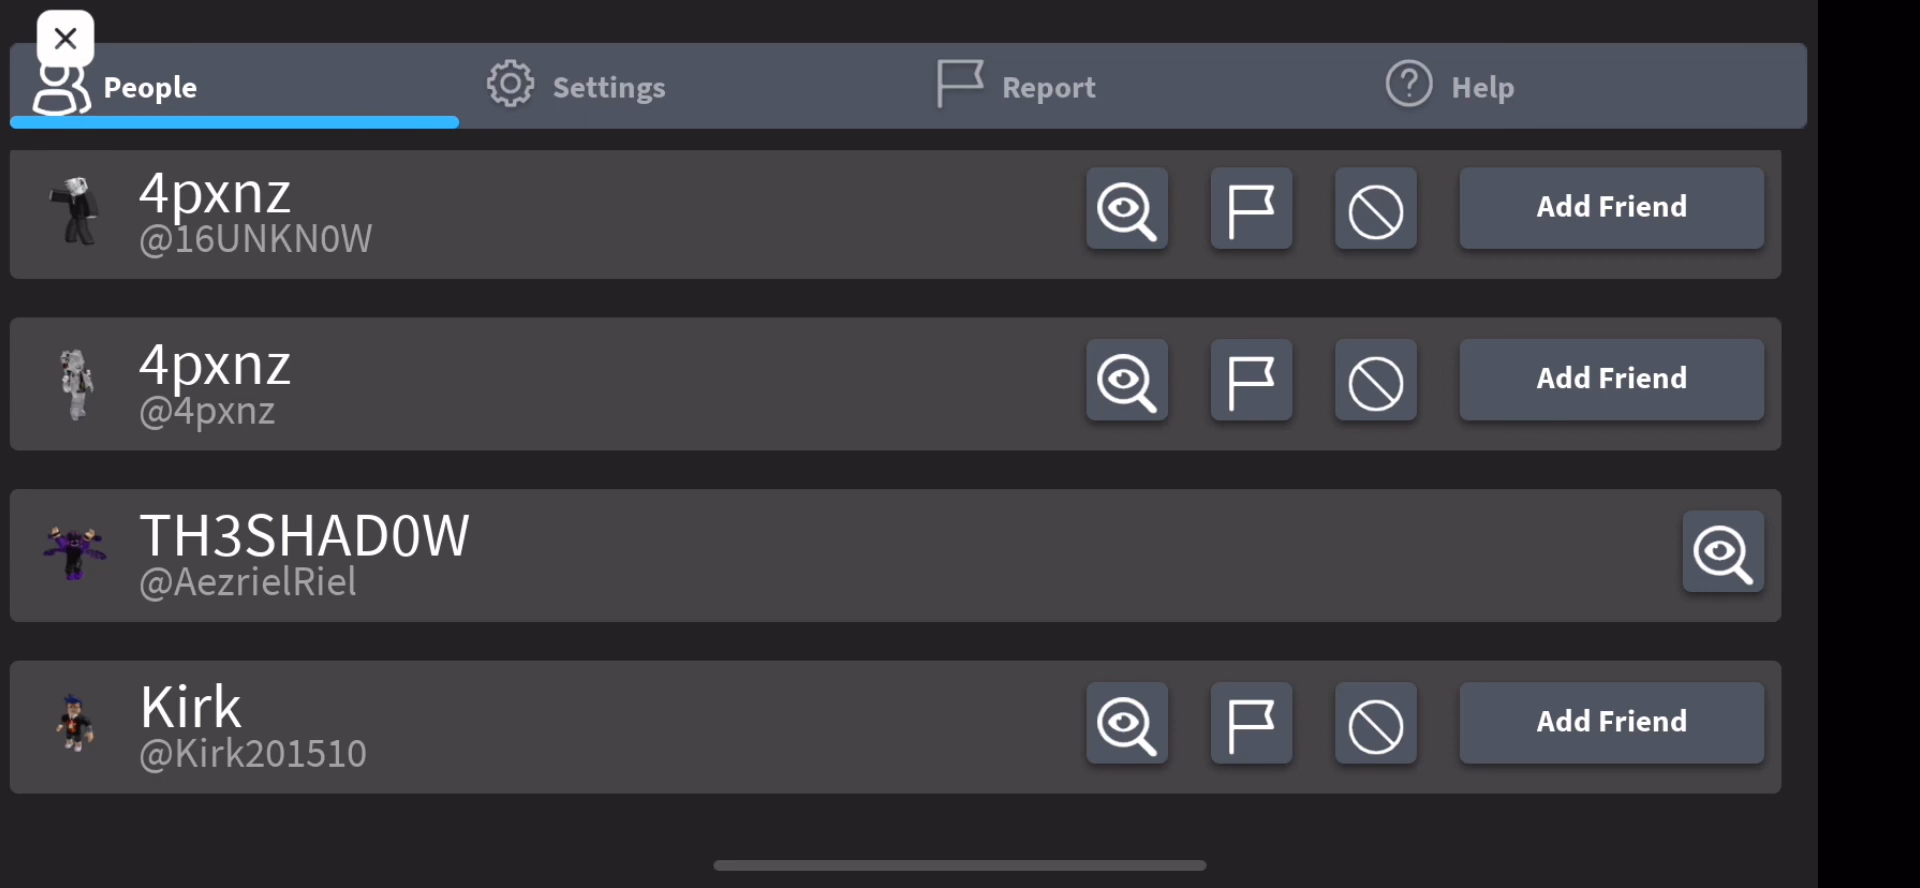 People
Settings
Report
Help
4pxnz
@16UNKN0W
Add Friend
4pxnz
@4pxnz
Add Friend
TH3SHAD0W
@AezrielRiel
Kirk
@Kirk201510
Add Friend